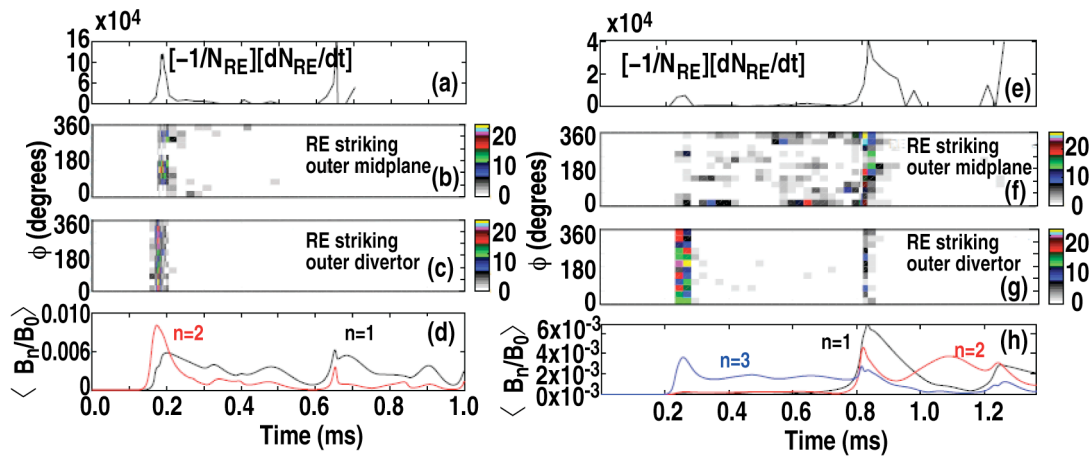 x10⁴
16
12
8
4
0
[−1/N_RE][dN_RE/dt]
(a)
360
180
0
RE striking
outer midplane
(b)
20
10
0
ϕ (degrees)
360
180
0
RE striking
outer divertor
(c)
20
10
0
0.010
0.006
0.000
< B_n/B_0 >
n=2
n=1
(d)
0.0 0.2 0.4 0.6 0.8 1.0
Time (ms)
x10⁴
4
2
0
[−1/N_RE][dN_RE/dt]
(e)
360
180
0
RE striking
outer midplane
(f)
20
10
0
ϕ (degrees)
360
180
0
RE striking
outer divertor
(g)
20
10
0
6x10⁻³
4x10⁻³
2x10⁻³
0x10⁻³
< B_n/B_0 >
n=3
n=1
n=2
(h)
0.2 0.4 0.6 0.8 1.0 1.2
Time (ms)